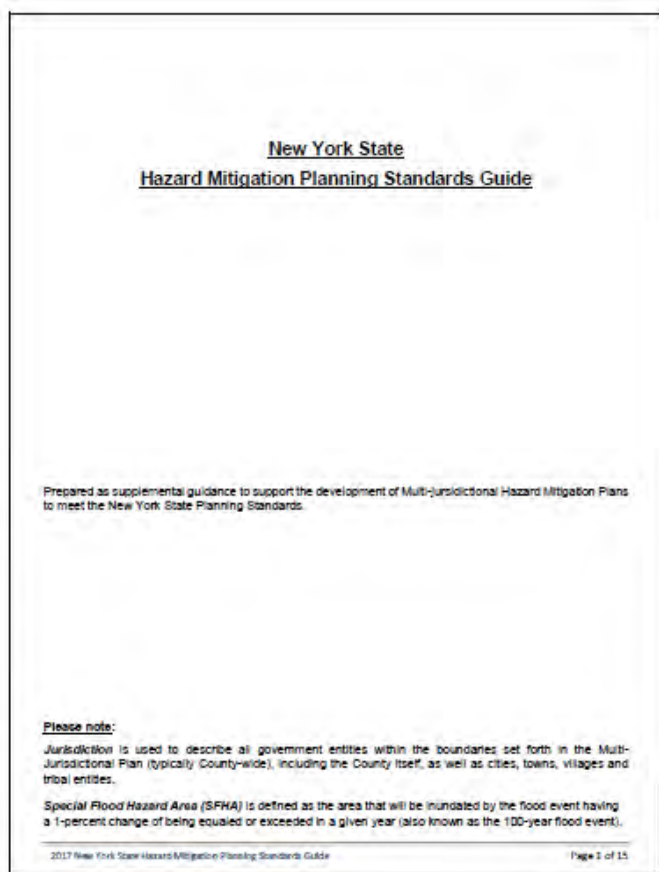 New York State
Hazard Mitigation Planning Standards Guide
Prepared as supplemental guidance to support the development of Multi-Jursidictional Hazard Mitigation Plans
to meet the New York State Planning Standards.
Please note:
Jurisdiction is used to describe all government entities within the boundaries set forth in the Multi-
Jurisdictional Plan (typically County-wide), including the County itself, as well as cities, towns, villages and
tribal entities.
Special Flood Hazard Area (SFHA) is defined as the area that will be inundated by the flood event having
a 1-percent change of being equaled or exceeded in a given year (also known as the 100-year flood event).
2017 New York State Hazard Mitigation Planning Standards Guide Page 1 of 15